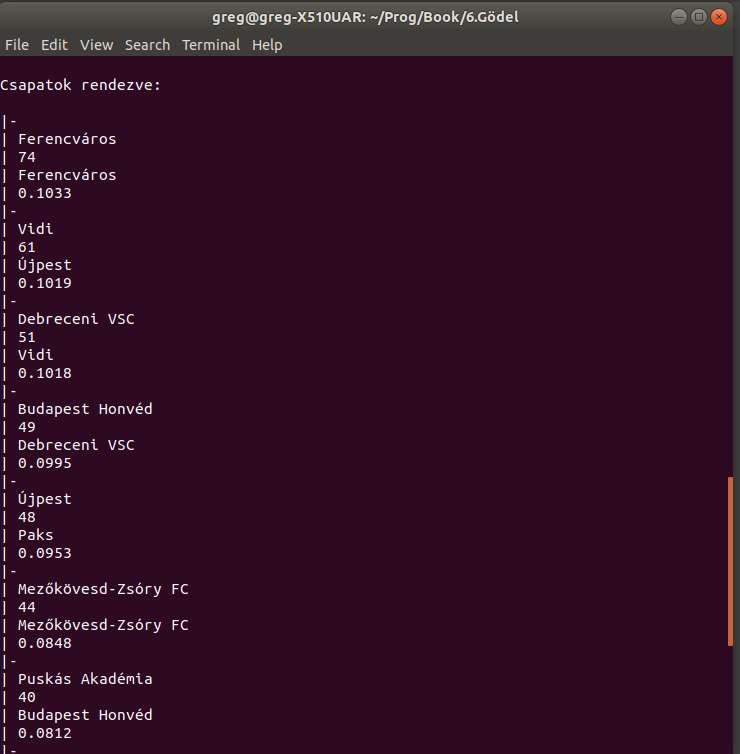 greg@greg-X510UAR: ~/Prog/Book/6.Gödel
File Edit View Search Terminal Help
Csapatok rendezve:
|-
| Ferencváros
| 74
| Ferencváros
| 0.1033
|-
| Vidi
| 61
| Újpest
| 0.1019
|-
| Debreceni VSC
| 51
| Vidi
| 0.1018
|-
| Budapest Honvéd
| 49
| Debreceni VSC
| 0.0995
|-
| Újpest
| 48
| Paks
| 0.0953
|-
| Mezőkövesd-Zsóry FC
| 44
| Mezőkövesd-Zsóry FC
| 0.0848
|-
| Puskás Akadémia
| 40
| Budapest Honvéd
| 0.0812
|-